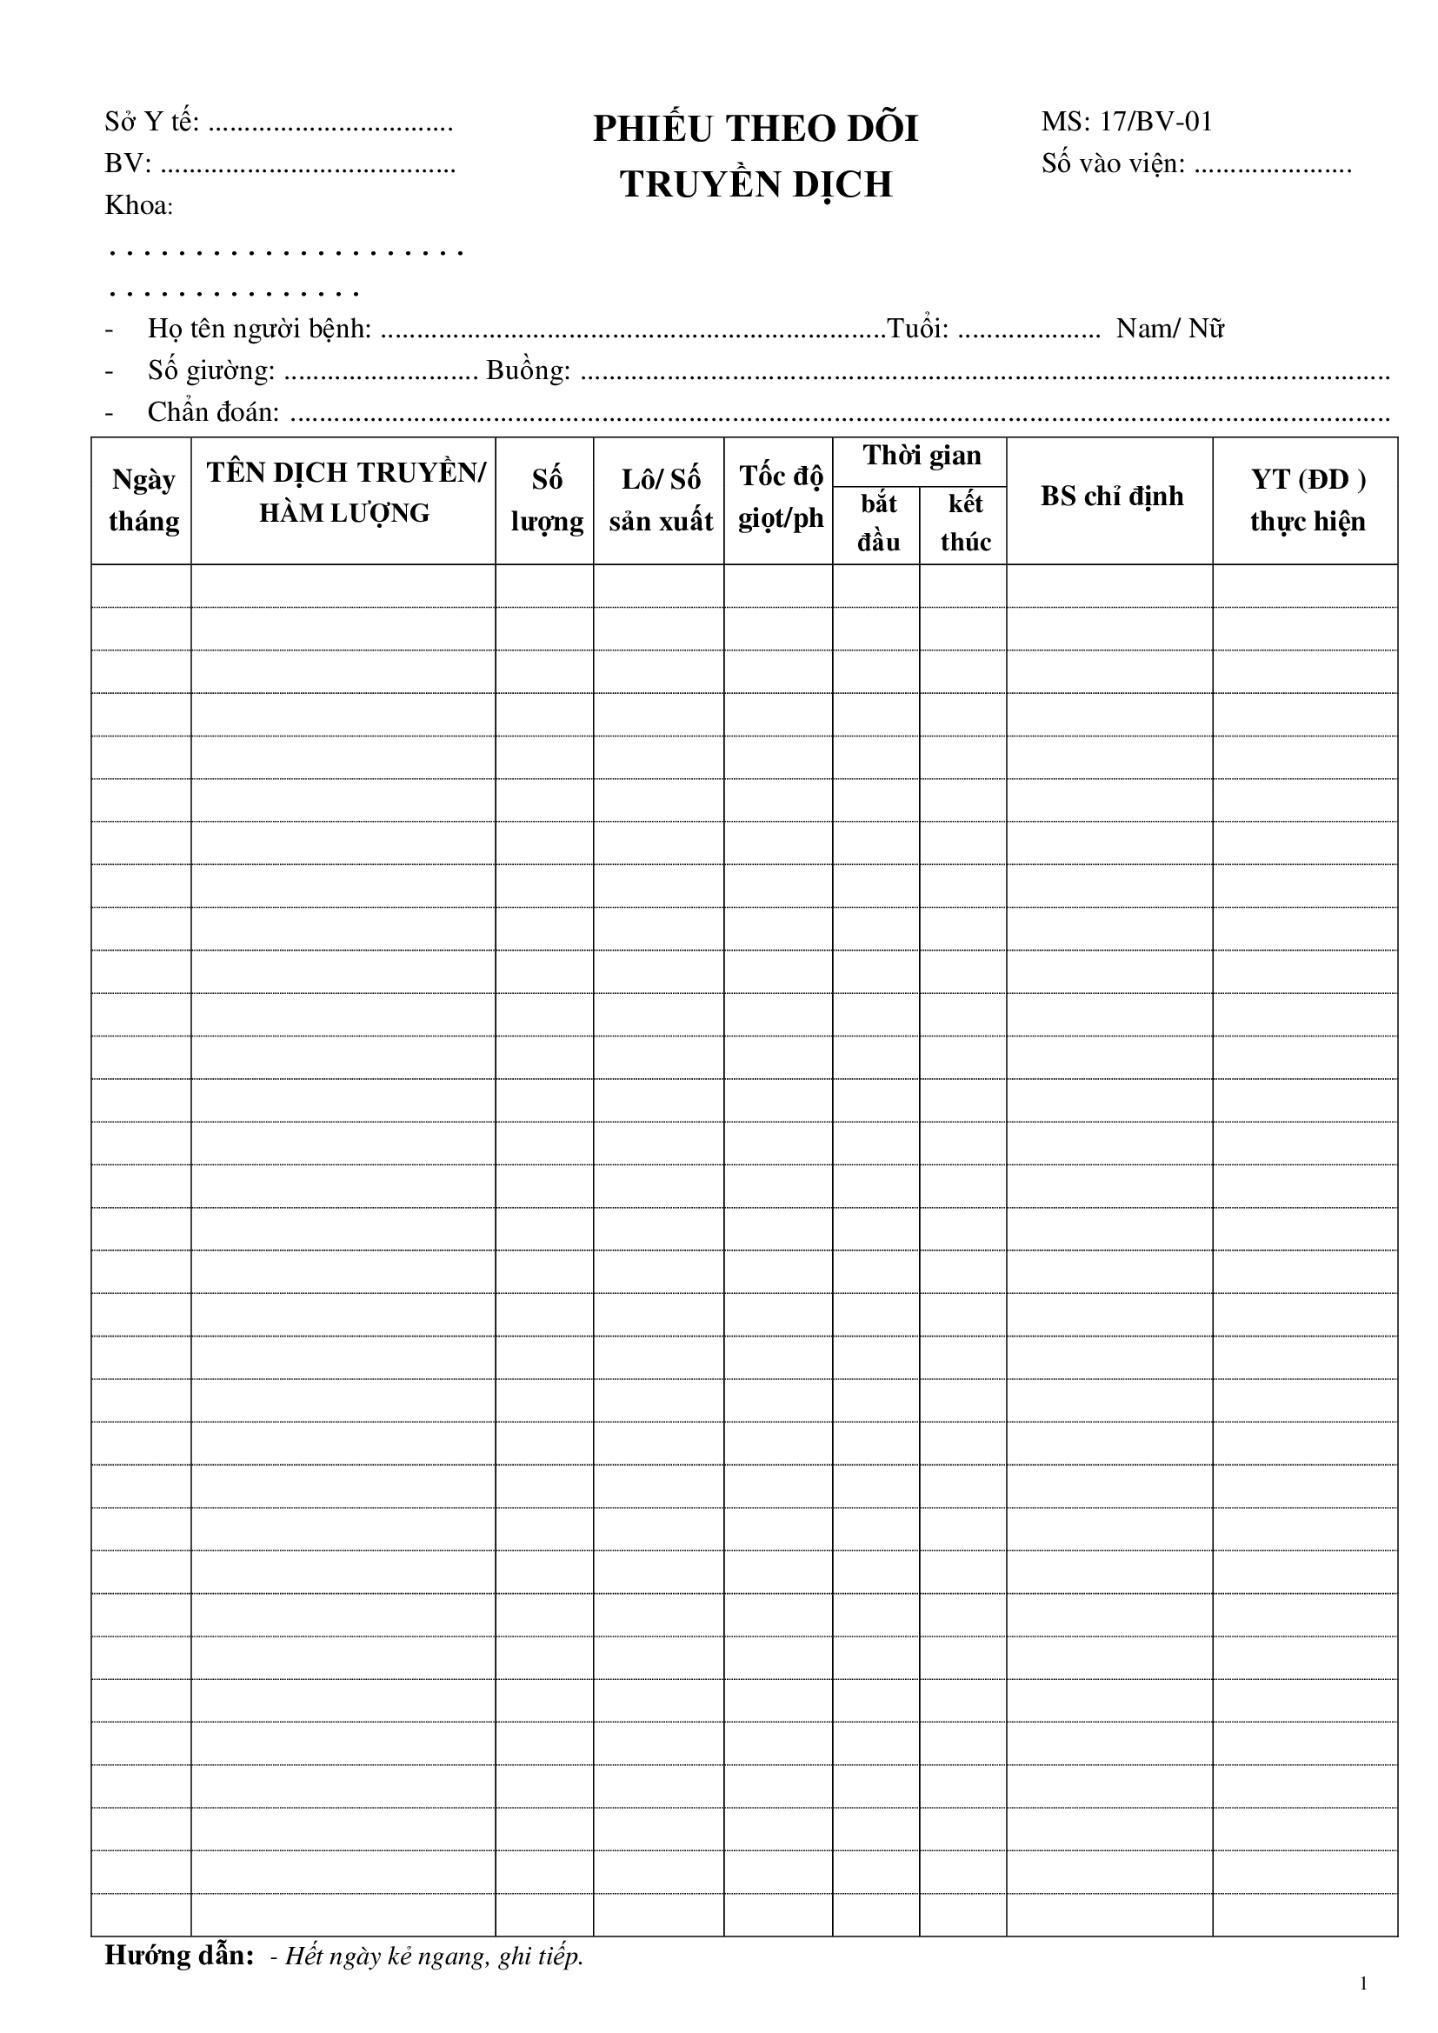 Sở Y tế: ..................................
BV: .........................................
Khoa:
. . . . . . . . . . . . . . . . . . . . .
. . . . . . . . . . . . . . .
PHIẾU THEO DÕI
TRUYỀN DỊCH
MS: 17/BV-01
Số vào viện: ......................
- Họ tên người bệnh: ......................................................................Tuổi: .................... Nam/ Nữ
- Số giường: ........................... Buồng: ................................................................................................................
- Chẩn đoán: ........................................................................................................................................................
Ngày
tháng
TÊN DỊCH TRUYỀN/
HÀM LƯỢNG
Số
lượng
Lô/ Số
sản xuất
Tốc độ
giọt/ph
Thời gian
bắt
đầu
kết
thúc
BS chỉ định
YT (ĐD )
thực hiện
Hướng dẫn: - Hết ngày kẻ ngang, ghi tiếp.
1